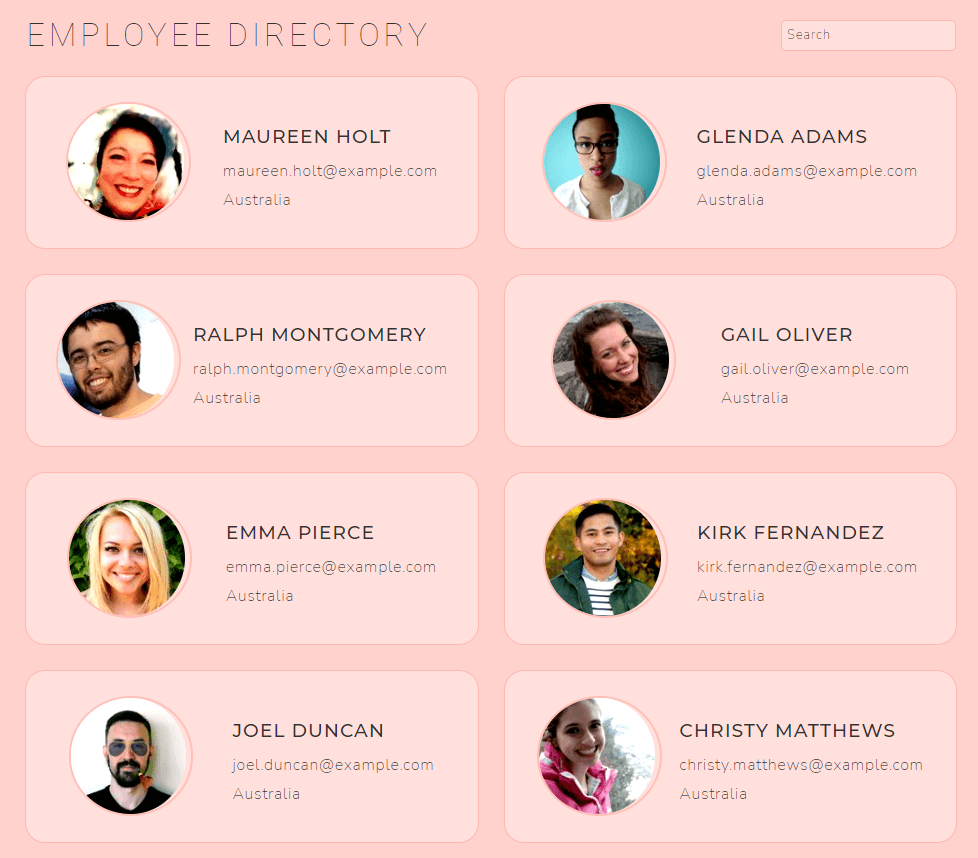 EMPLOYEE DIRECTORY
Search
MAUREEN HOLT
maureen.holt@example.com
Australia
GLENDA ADAMS
glenda.adams@example.com
Australia
RALPH MONTGOMERY
ralph.montgomery@example.com
Australia
GAIL OLIVER
gail.oliver@example.com
Australia
EMMA PIERCE
emma.pierce@example.com
Australia
KIRK FERNANDEZ
kirk.fernandez@example.com
Australia
JOEL DUNCAN
joel.duncan@example.com
Australia
CHRISTY MATTHEWS
christy.matthews@example.com
Australia